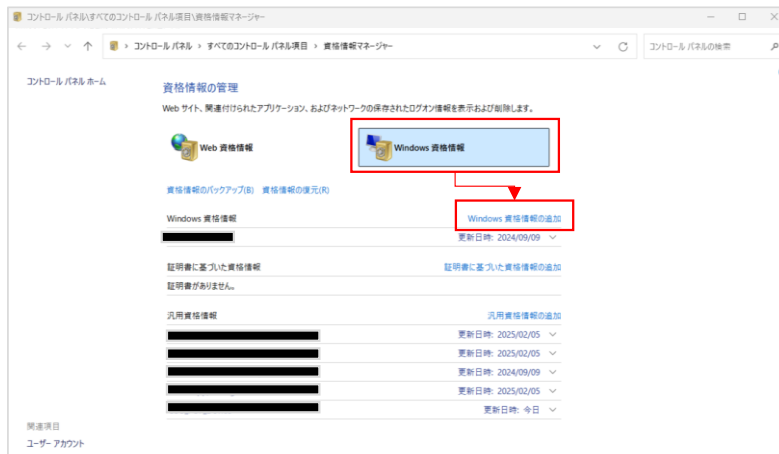 コントロール パネル\すべてのコントロール パネル項目\資格情報マネージャー
コントロール パネル › すべてのコントロール パネル項目 › 資格情報マネージャー
コントロール パネルの検索
コントロール パネル ホーム
資格情報の管理
Web サイト、関連付けられたアプリケーション、およびネットワークの保存されたログオン情報を表示および削除します。
Web 資格情報
Windows 資格情報
資格情報のバックアップ(B) 資格情報の復元(R)
Windows 資格情報 Windows 資格情報の追加
更新日時: 2024/09/09
証明書に基づいた資格情報 証明書に基づいた資格情報の追加
証明書がありません。
汎用資格情報 汎用資格情報の追加
更新日時: 2025/02/05
更新日時: 2025/02/05
更新日時: 2024/09/09
更新日時: 2025/02/05
更新日時: 今日
関連項目
ユーザー アカウント